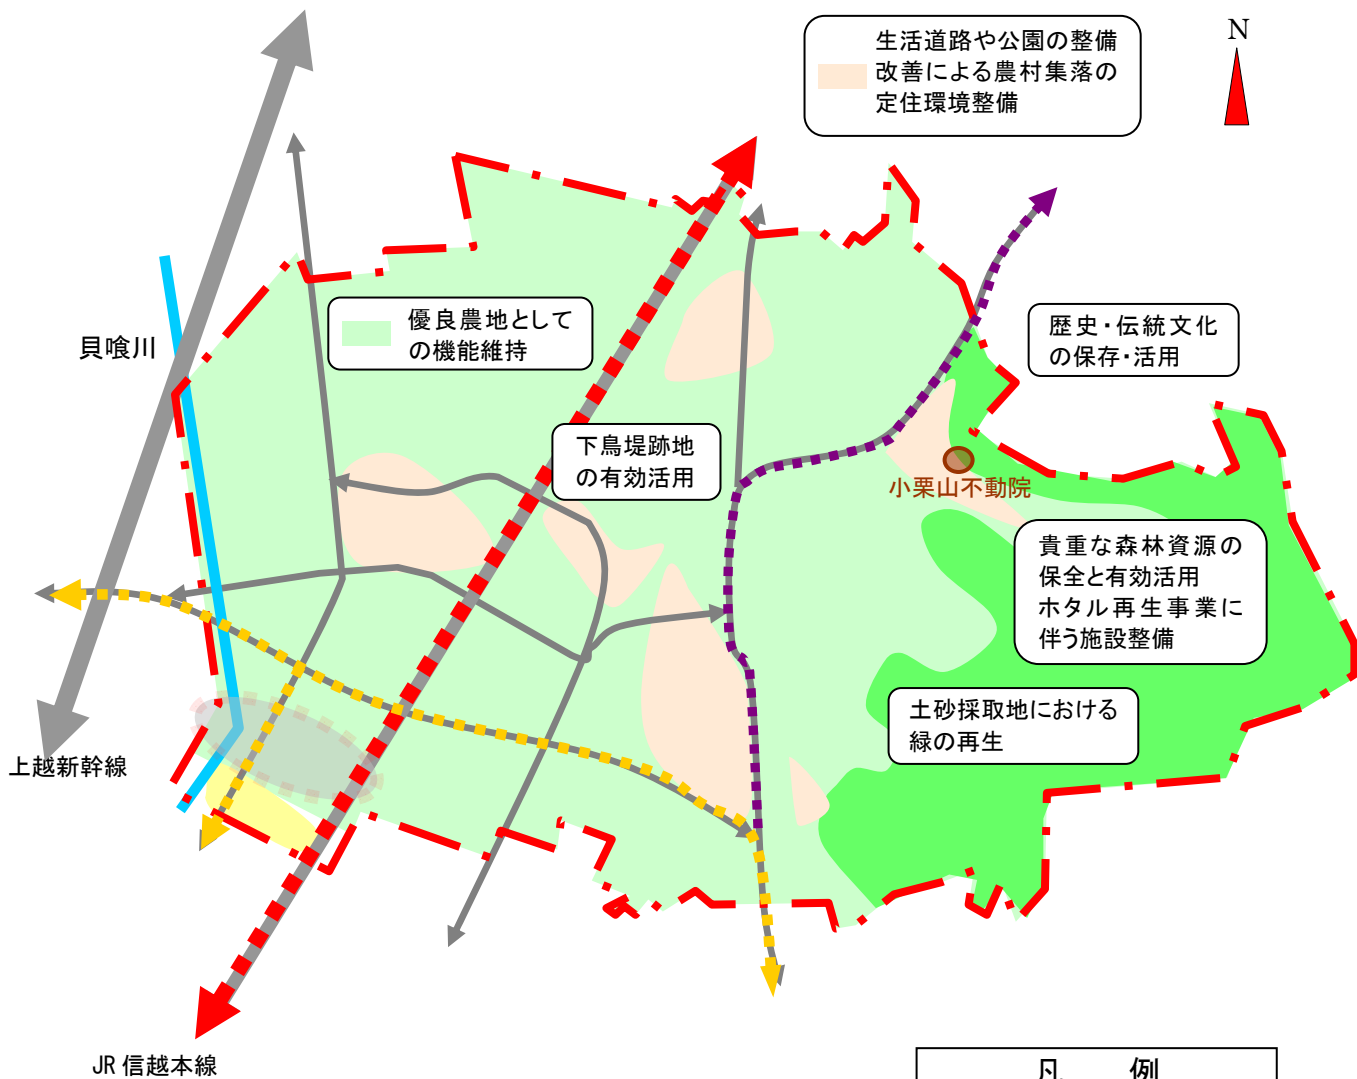 生活道路や公園の整備
改善による農村集落の
定住環境整備
N
優良農地として
の機能維持
貝喰川
歴史・伝統文化
の保存・活用
下鳥堤跡地
の有効活用
小栗山不動院
貴重な森林資源の
保全と有効活用
ホタル再生事業に
伴う施設整備
土砂採取地における
緑の再生
上越新幹線
JR信越本線
凡 例